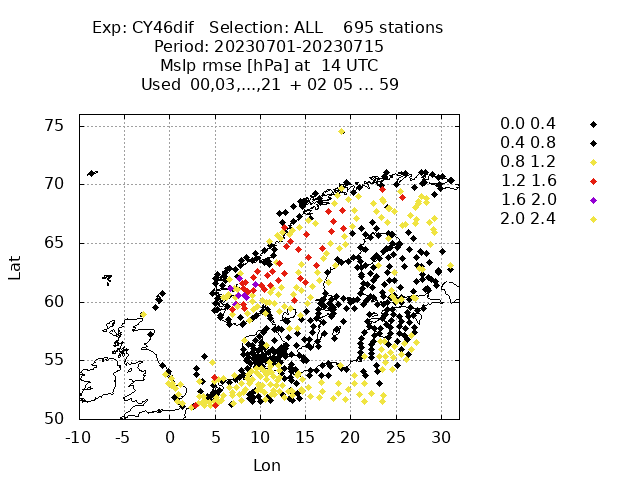 Exp: CY46dif   Selection: ALL    695 stations
Period: 20230701-20230715
Mslp rmse [hPa] at  14 UTC
Used  00,03,...,21  + 02 05 ... 59
0.0 0.4
0.4 0.8
0.8 1.2
1.2 1.6
1.6 2.0
2.0 2.4
75
70
65
60
55
50
Lat
-10 -5 0 5 10 15 20 25 30
Lon